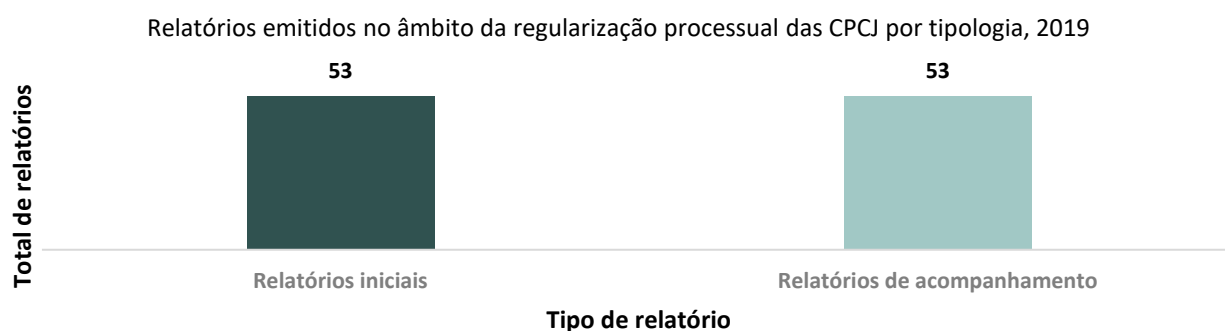 Relatórios emitidos no âmbito da regularização processual das CPCJ por tipologia, 2019
53
53
Total de relatórios
Relatórios iniciais
Relatórios de acompanhamento
Tipo de relatório